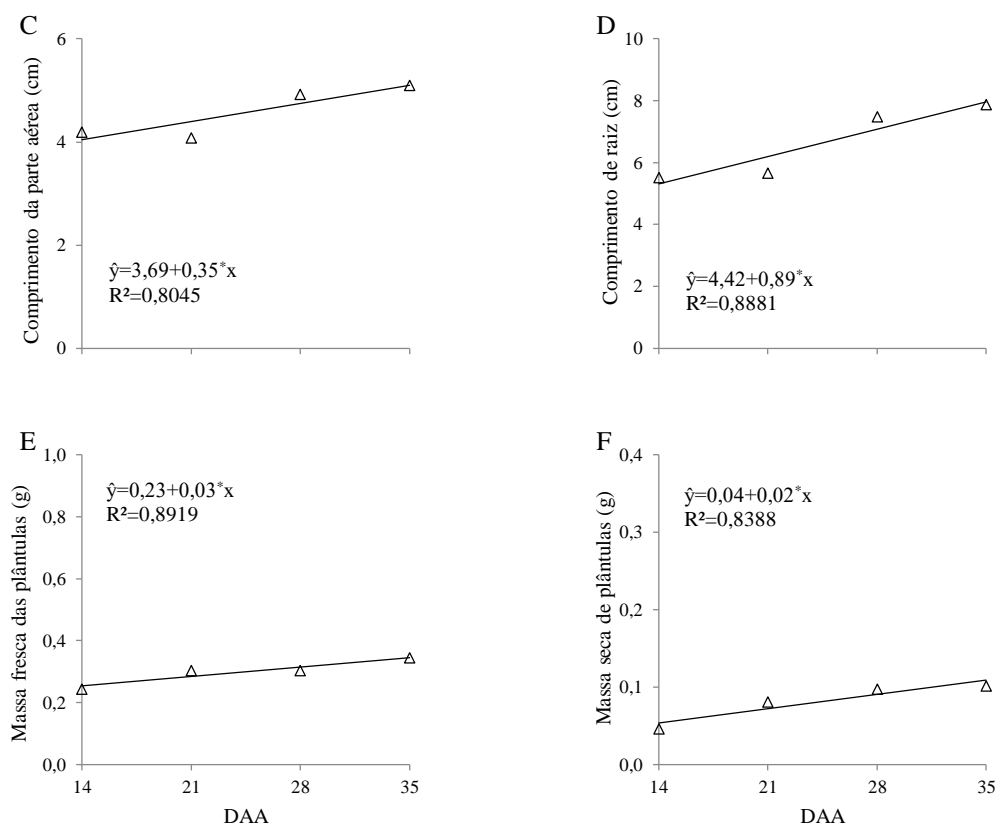 C
Comprimento da parte aérea (cm)
6
4
2
0
ŷ=3,69+0,35*x
R²=0,8045
D
Comprimento de raiz (cm)
10
8
6
4
2
0
14
21
28
35
ŷ=4,42+0,89*x
R²=0,8881
E
Massa fresca das plântulas (g)
1,0
0,8
0,6
0,4
0,2
0,0
ŷ=0,23+0,03*x
R²=0,8919
14
21
28
35
DAA
F
Massa seca de plântulas (g)
0,4
0,3
0,2
0,1
0,0
ŷ=0,04+0,02*x
R²=0,8388
14
21
28
35
DAA